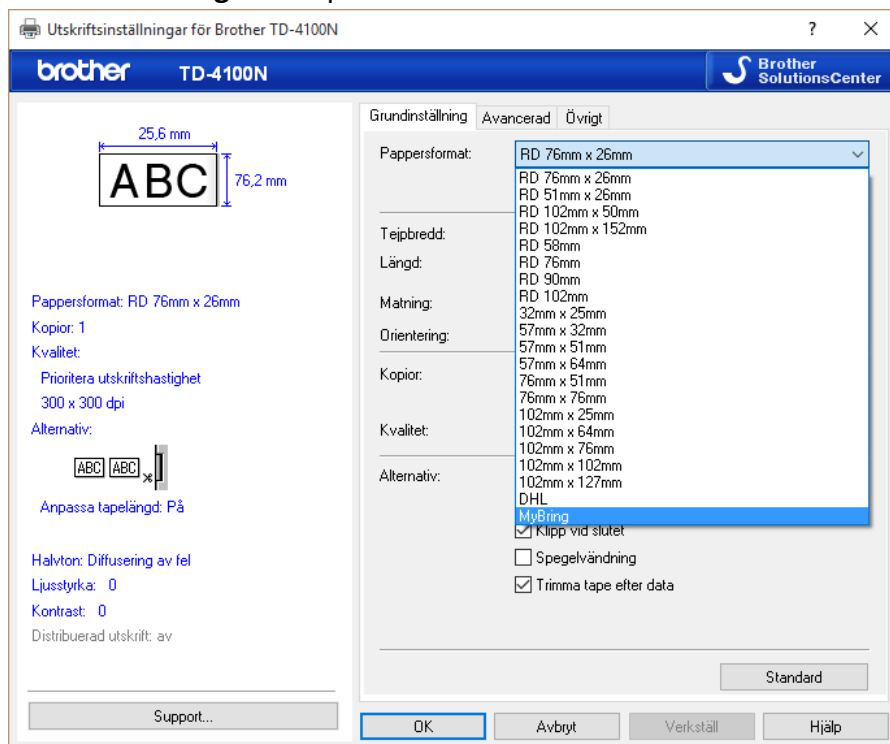 Utskriftsinställningar för Brother TD-4100N
?
brother TD-4100N
Brother
SolutionsCenter
25,6 mm
ABC
76,2 mm
Pappersformat: RD 76mm x 26mm
Kopior: 1
Kvalitet:
Prioritera utskriftshastighet
300 x 300 dpi
Alternativ:
ABC ABC
Anpassa tapelängd: På
Halvton: Diffusering av fel
Ljusstyrka: 0
Kontrast: 0
Distribuerad utskrift: av
Support...
Grundinställning Avancerad Övrigt
Pappersformat: RD 76mm x 26mm
RD 76mm x 26mm
RD 51mm x 26mm
RD 102mm x 50mm
RD 102mm x 152mm
RD 58mm
RD 76mm
RD 90mm
RD 102mm
32mm x 25mm
57mm x 32mm
57mm x 51mm
57mm x 64mm
76mm x 51mm
76mm x 76mm
102mm x 25mm
102mm x 64mm
102mm x 76mm
102mm x 102mm
102mm x 127mm
DHL
MyBring
Tejpbredd:
Längd:
Matning:
Orientering:
Kopior:
Kvalitet:
Alternativ:
Klipp vid slutet
Spegelvändning
Trimma tape efter data
Standard
OK Avbryt Verkställ Hjälp